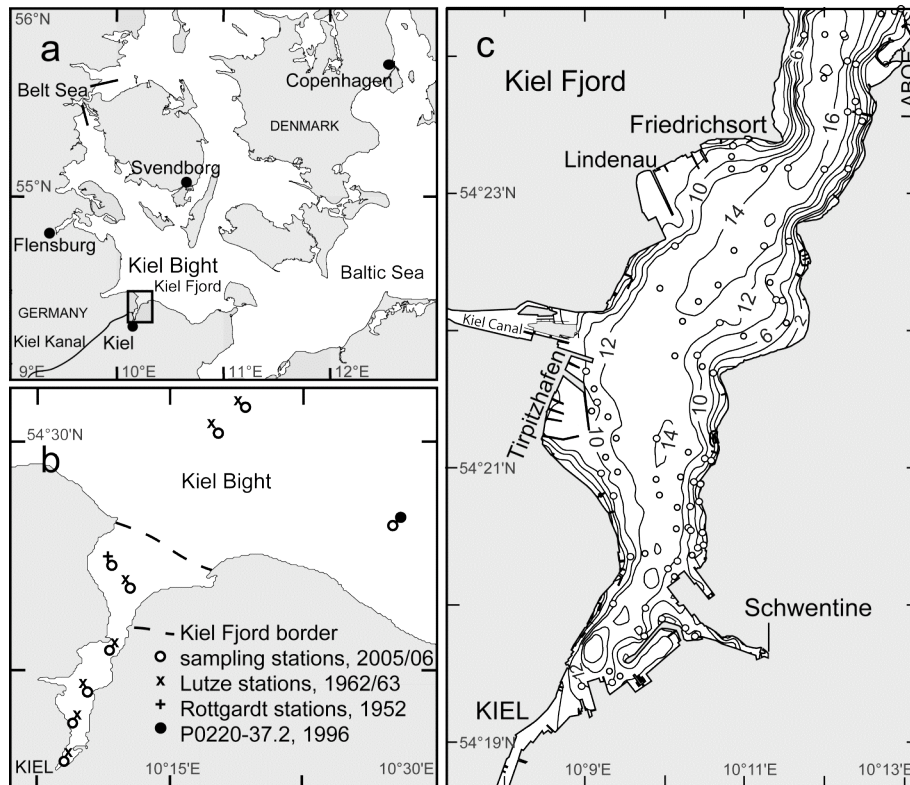 56°N
a
Belt Sea
Copenhagen
DENMARK
Svendborg
55°N
Flensburg
Kiel Bight
Kiel Fjord
Baltic Sea
GERMANY
Kiel Kanal
Kiel
9°E
10°E
11°E
12°E
54°30'N
b
Kiel Bight
Kiel Fjord border
sampling stations, 2005/06
x Lutze stations, 1962/63
+ Rottgardt stations, 1952
P0220-37.2, 1996
KIEL
10°15'E
10°30'E
c
Kiel Fjord
LABOE
16
Friedrichsort
Lindenau
10
54°23'N
14
12
Kiel Canal
6
2
12
Tirpitzhafen
10
10
14
54°21'N
Schwentine
KIEL
54°19'N
10°9'E
10°11'E
10°13'E